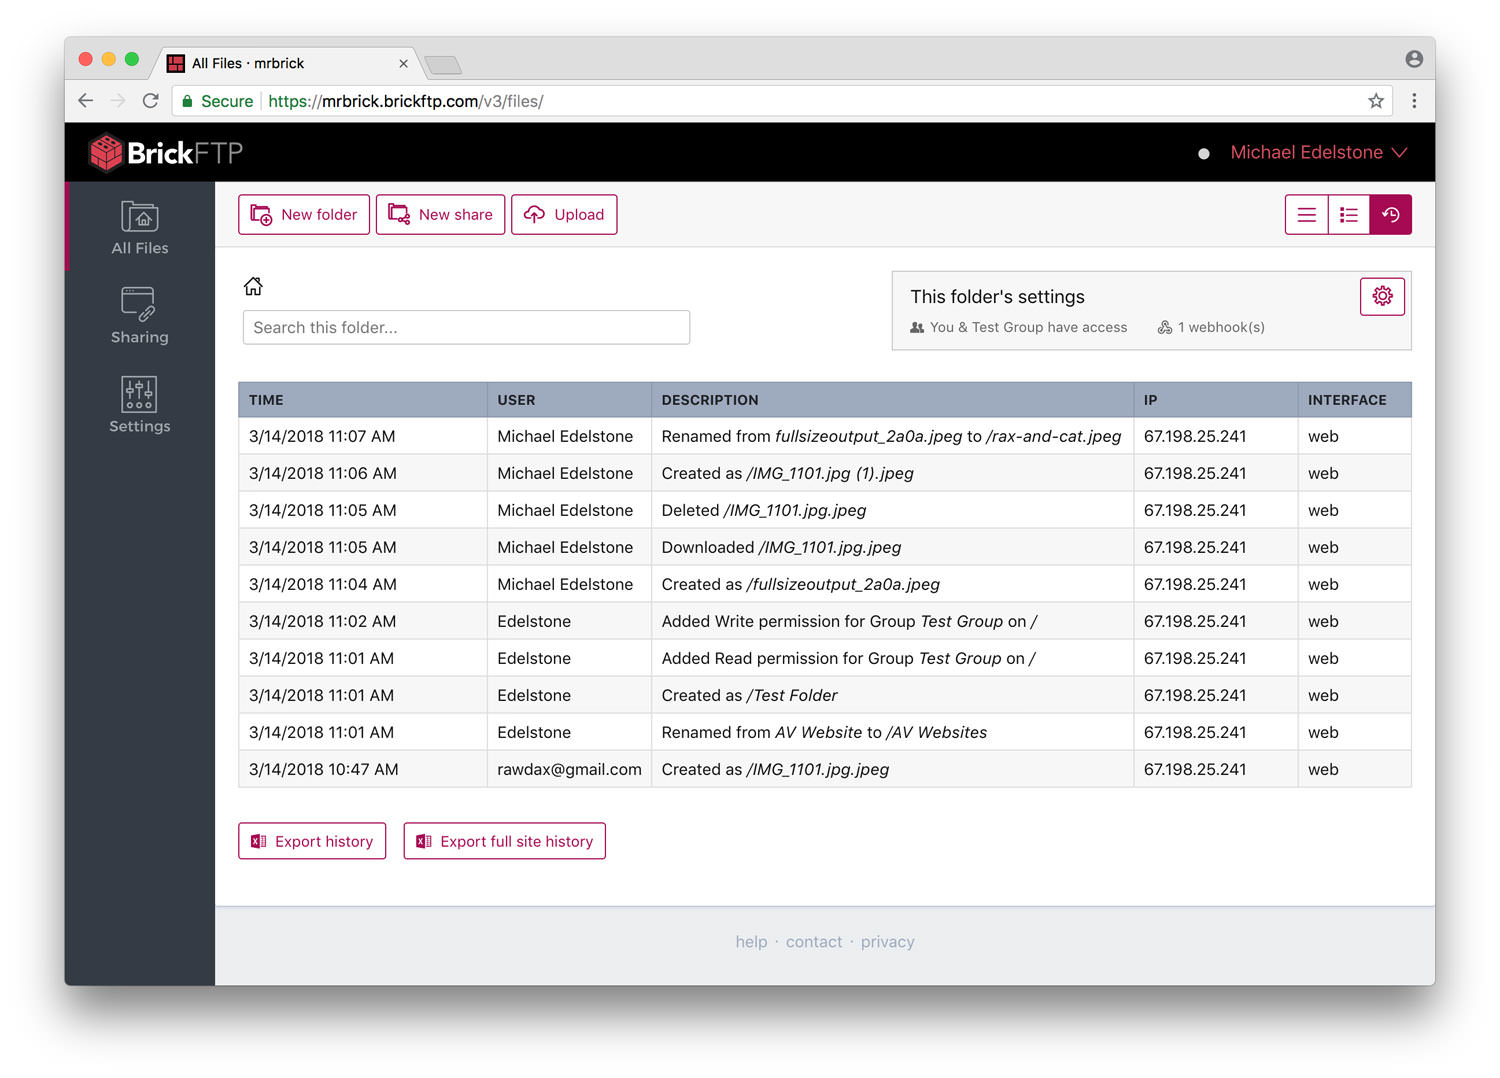 All Files · mrbrick
Secure https://mrbrick.brickftp.com/v3/files/
BrickFTP Michael Edelstone
New folder New share Upload
All Files
Sharing
Settings
This folder's settings
Search this folder...
You & Test Group have access 1 webhook(s)
TIME USER DESCRIPTION IP INTERFACE
3/14/2018 11:07 AM Michael Edelstone Renamed from fullsizeoutput_2a0a.jpeg to /rax-and-cat.jpeg 67.198.25.241 web
3/14/2018 11:06 AM Michael Edelstone Created as /IMG_1101.jpg (1).jpeg 67.198.25.241 web
3/14/2018 11:05 AM Michael Edelstone Deleted /IMG_1101.jpg.jpeg 67.198.25.241 web
3/14/2018 11:05 AM Michael Edelstone Downloaded /IMG_1101.jpg.jpeg 67.198.25.241 web
3/14/2018 11:04 AM Michael Edelstone Created as /fullsizeoutput_2a0a.jpeg 67.198.25.241 web
3/14/2018 11:02 AM Edelstone Added Write permission for Group Test Group on / 67.198.25.241 web
3/14/2018 11:01 AM Edelstone Added Read permission for Group Test Group on / 67.198.25.241 web
3/14/2018 11:01 AM Edelstone Created as /Test Folder 67.198.25.241 web
3/14/2018 11:01 AM Edelstone Renamed from AV Website to /AV Websites 67.198.25.241 web
3/14/2018 10:47 AM rawdax@gmail.com Created as /IMG_1101.jpg.jpeg 67.198.25.241 web
Export history Export full site history
help · contact · privacy